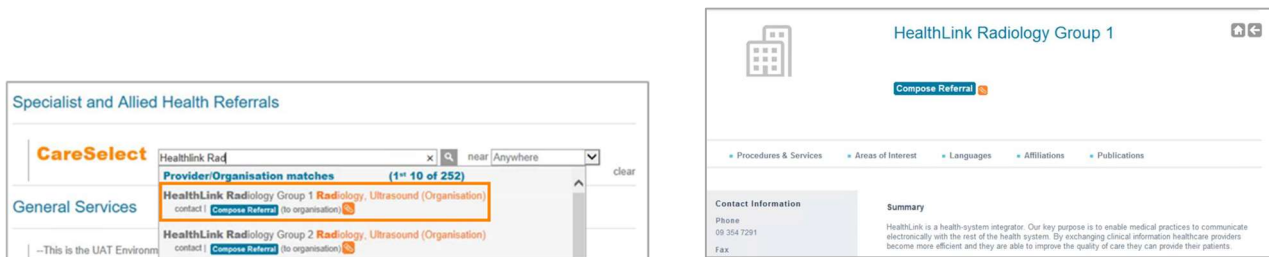 Specialist and Allied Health Referrals
CareSelect Healthlink Rad x near Anywhere
clear
Provider/Organisation matches (1st 10 of 252)
HealthLink Radiology Group 1 Radiology, Ultrasound (Organisation)
contact | Compose Referral (to organisation)
General Services
HealthLink Radiology Group 2 Radiology, Ultrasound (Organisation)
contact | Compose Referral (to organisation)
--This is the UAT Environm
HealthLink Radiology Group 1
Compose Referral
Procedures & Services Areas of Interest Languages Affiliations Publications
Contact Information
Phone
09 354 7291
Fax
Summary
HealthLink is a health-system integrator. Our key purpose is to enable medical practices to communicate
electronically with the rest of the health system. By exchanging clinical information healthcare providers
become more efficient and they are able to improve the quality of care they can provide their patients.